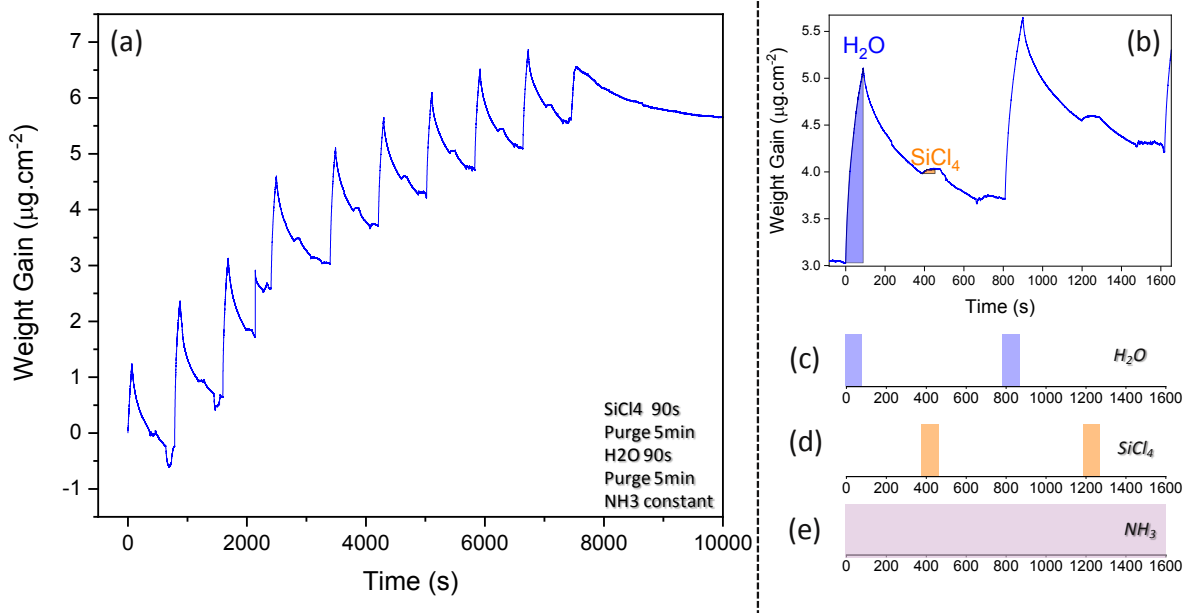 (a)
Weight Gain (µg.cm-2)
7
6
5
4
3
2
1
0
-1
SiCl4 90s
Purge 5min
H2O 90s
Purge 5min
NH3 constant
0 2000 4000 6000 8000 10000
Time (s)
(b)
H2O
SiCl4
Weight Gain (µg.cm-2)
5.5
5.0
4.5
4.0
3.5
3.0
0 200 400 600 800 1000 1200 1400 1600
Time (s)
(c)
H2O
0 200 400 600 800 1000 1200 1400 1600
(d)
SiCl4
0 200 400 600 800 1000 1200 1400 1600
(e)
NH3
0 200 400 600 800 1000 1200 1400 1600